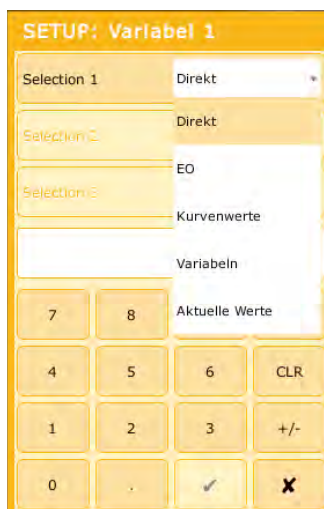 SETUP: Variabel 1
Selection 1
Direkt
Direkt
Selection 2
EO
Selection 3
Kurvenwerte
Variabeln
Aktuelle Werte
7 8
4 5 6 CLR
1 2 3 +/-
0 . ✓ ✘